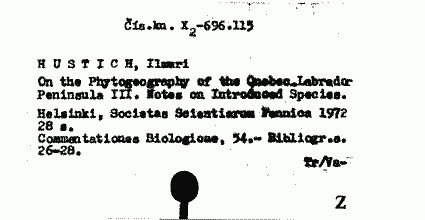 Čís.kn. X2-696.115
H U S T I C H, Ilmari
On the Phytogeography of the Quebec-Labrador
Peninsula III. Notes on Introduced Species.
Helsinki, Societas Scientiarum Fennica 1972
28 s.
Commentationes Biologicae, 54.- Bibliogr.s.
26-28.
Tr/Va-
Z